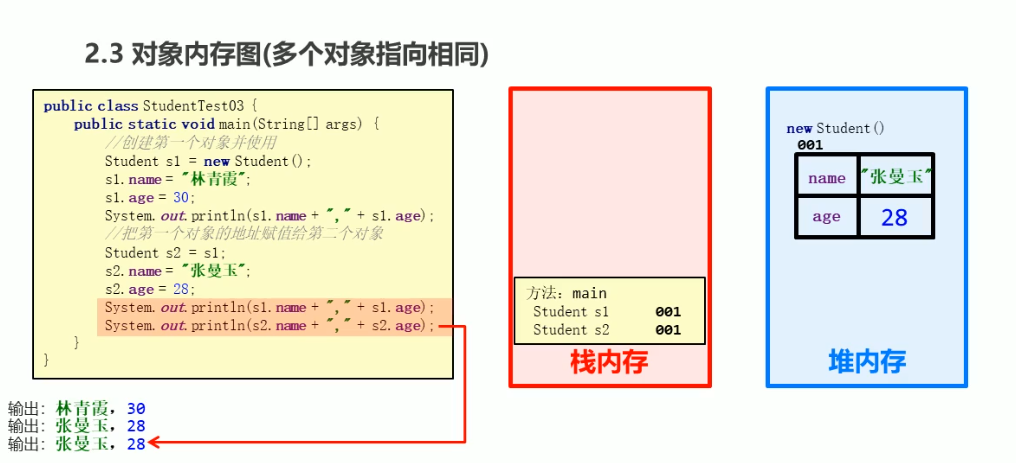 2.3 对象内存图(多个对象指向相同)
public class StudentTest03 {
public static void main(String[] args) {
//创建第一个对象并使用
Student s1 = new Student();
s1.name = "林青霞";
s1.age = 30;
System.out.println(s1.name + "," + s1.age);
//把第一个对象的地址赋值给第二个对象
Student s2 = s1;
s2.name = "张曼玉";
s2.age = 28;
System.out.println(s1.name + "," + s1.age);
System.out.println(s2.name + "," + s2.age);
}
}
输出: 林青霞, 30
输出: 张曼玉, 28
输出: 张曼玉, 28
方法: main
Student s1 001
Student s2 001
栈内存
new Student()
001
name "张曼玉"
age 28
堆内存